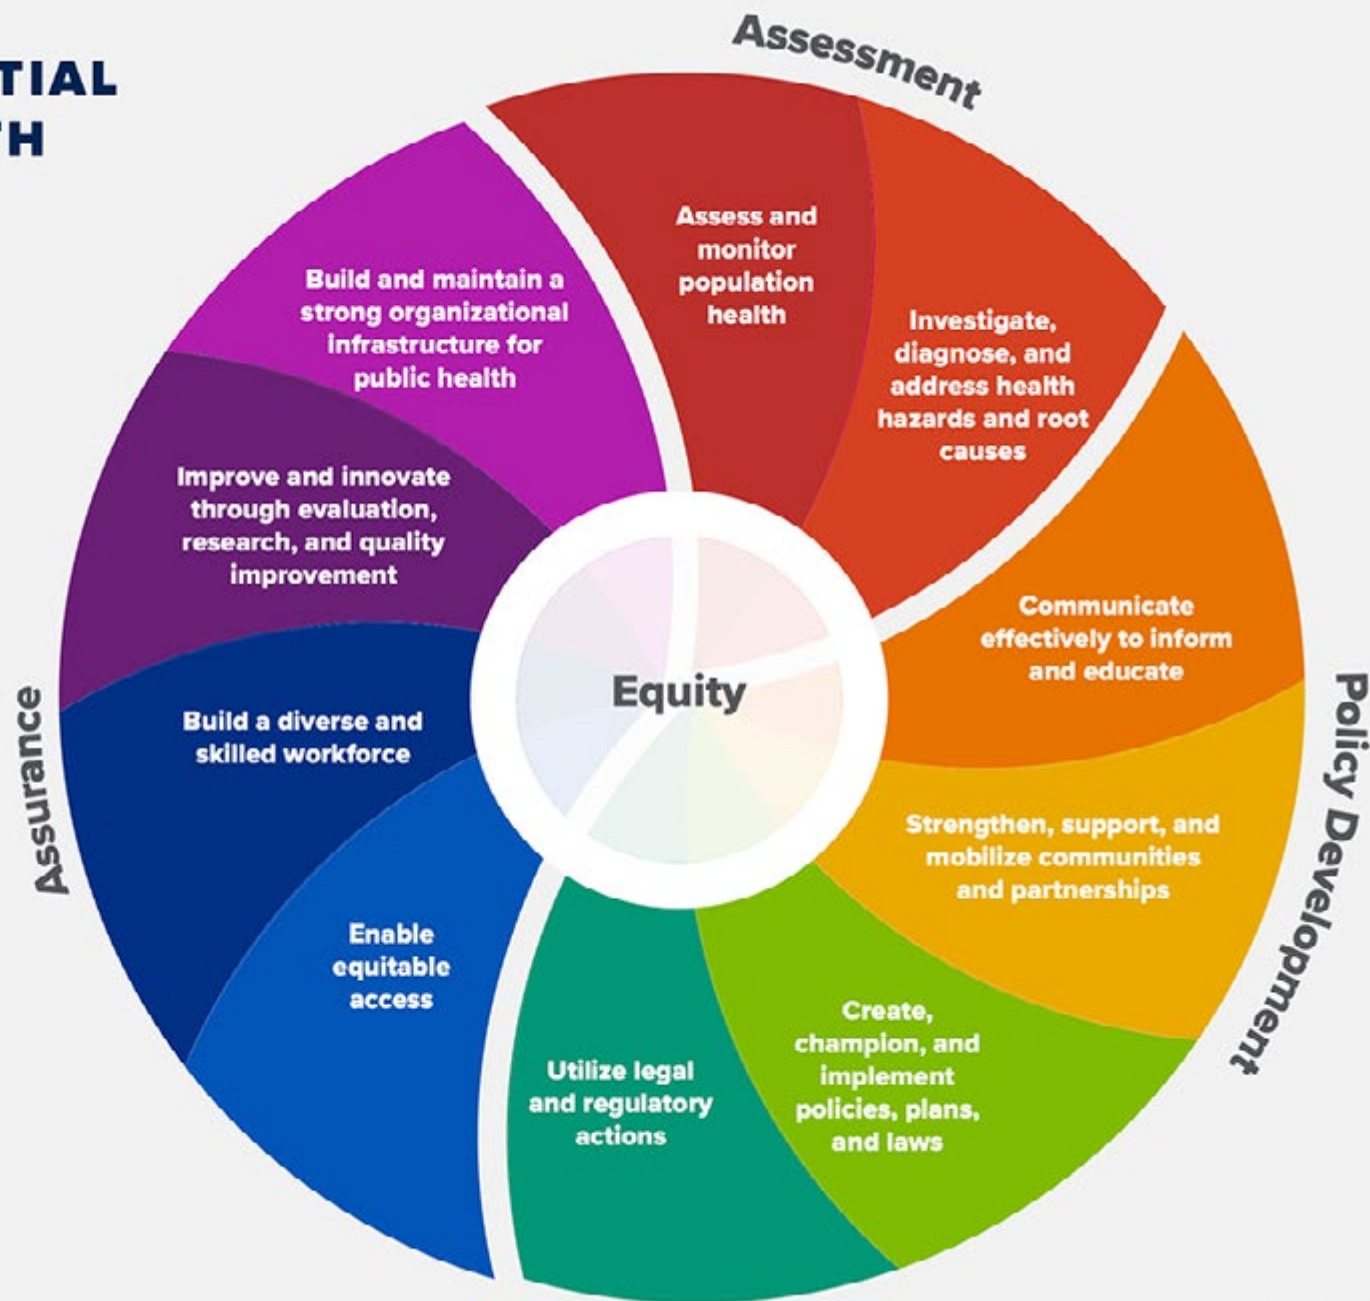 TIAL
TH
Assessment
Assess and
monitor
population
health
Investigate,
diagnose, and
address health
hazards and root
causes
Communicate
effectively to inform
and educate
Strengthen, support, and
mobilize communities
and partnerships
Create,
champion, and
implement
policies, plans,
and laws
Utilize legal
and regulatory
actions
Policy Development
Enable
equitable
access
Build a diverse and
skilled workforce
Improve and innovate
through evaluation,
research, and quality
improvement
Build and maintain a
strong organizational
infrastructure for
public health
Assurance
Equity